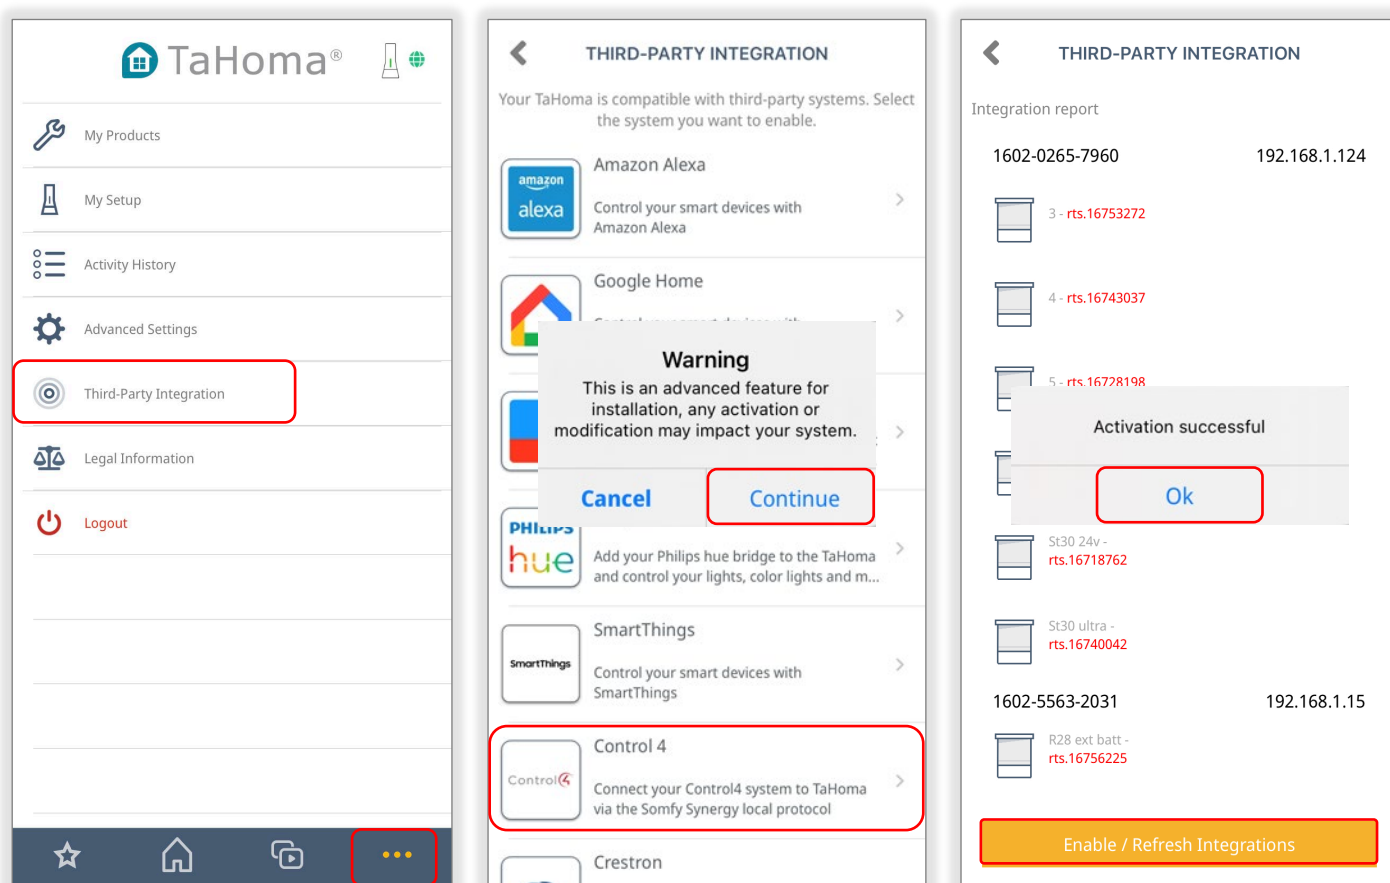 TaHoma®
My Products
My Setup
Activity History
Advanced Settings
Third-Party Integration
Legal Information
Logout
THIRD-PARTY INTEGRATION
Your TaHoma is compatible with third-party systems. Select
the system you want to enable.
amazon
alexa
Amazon Alexa
Control your smart devices with
Amazon Alexa
Google Home
Warning
This is an advanced feature for
installation, any activation or
modification may impact your system.
Cancel
Continue
PHILIPS
hue
Add your Philips hue bridge to the TaHoma
and control your lights, color lights and m...
SmartThings
SmartThings
Control your smart devices with
SmartThings
Control 4
Control4
Connect your Control4 system to TaHoma
via the Somfy Synergy local protocol
Crestron
THIRD-PARTY INTEGRATION
Integration report
1602-0265-7960 192.168.1.124
3 - rts.16753272
4 - rts.16743037
5 - rts.16728198
Activation successful
Ok
St30 24v -
rts.16718762
St30 ultra -
rts.16740042
1602-5563-2031 192.168.1.15
R28 ext batt -
rts.16756225
Enable / Refresh Integrations